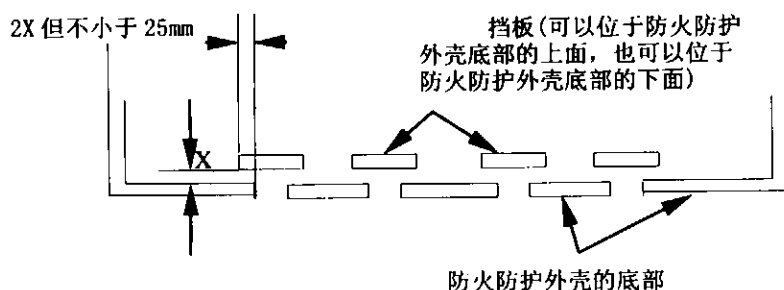 2X 但不小于 25mm
挡板(可以位于防火防护
外壳底部的上面，也可以位于
防火防护外壳底部的下面)
X
防火防护外壳的底部